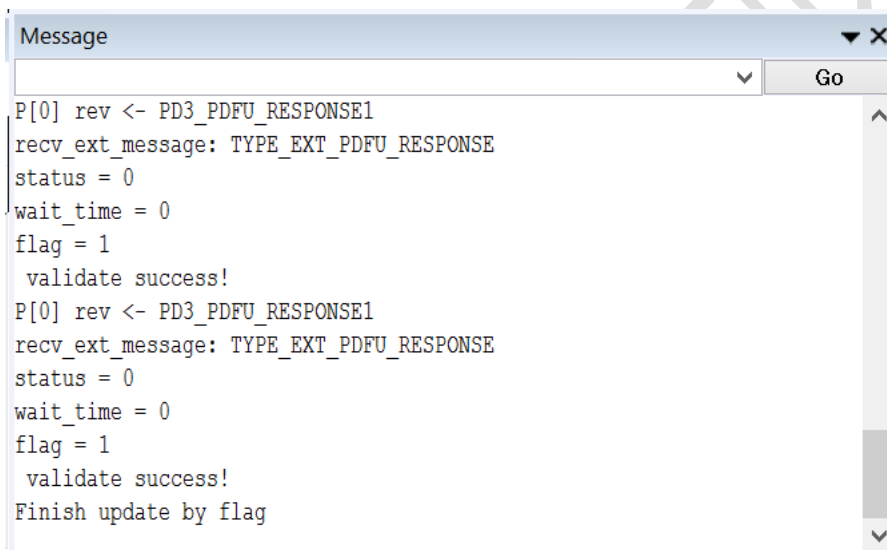 Message
Go
P[0] rev <- PD3_PDFU_RESPONSE1
recv_ext_message: TYPE_EXT_PDFU_RESPONSE
status = 0
wait_time = 0
flag = 1
 validate success!
P[0] rev <- PD3_PDFU_RESPONSE1
recv_ext_message: TYPE_EXT_PDFU_RESPONSE
status = 0
wait_time = 0
flag = 1
 validate success!
Finish update by flag